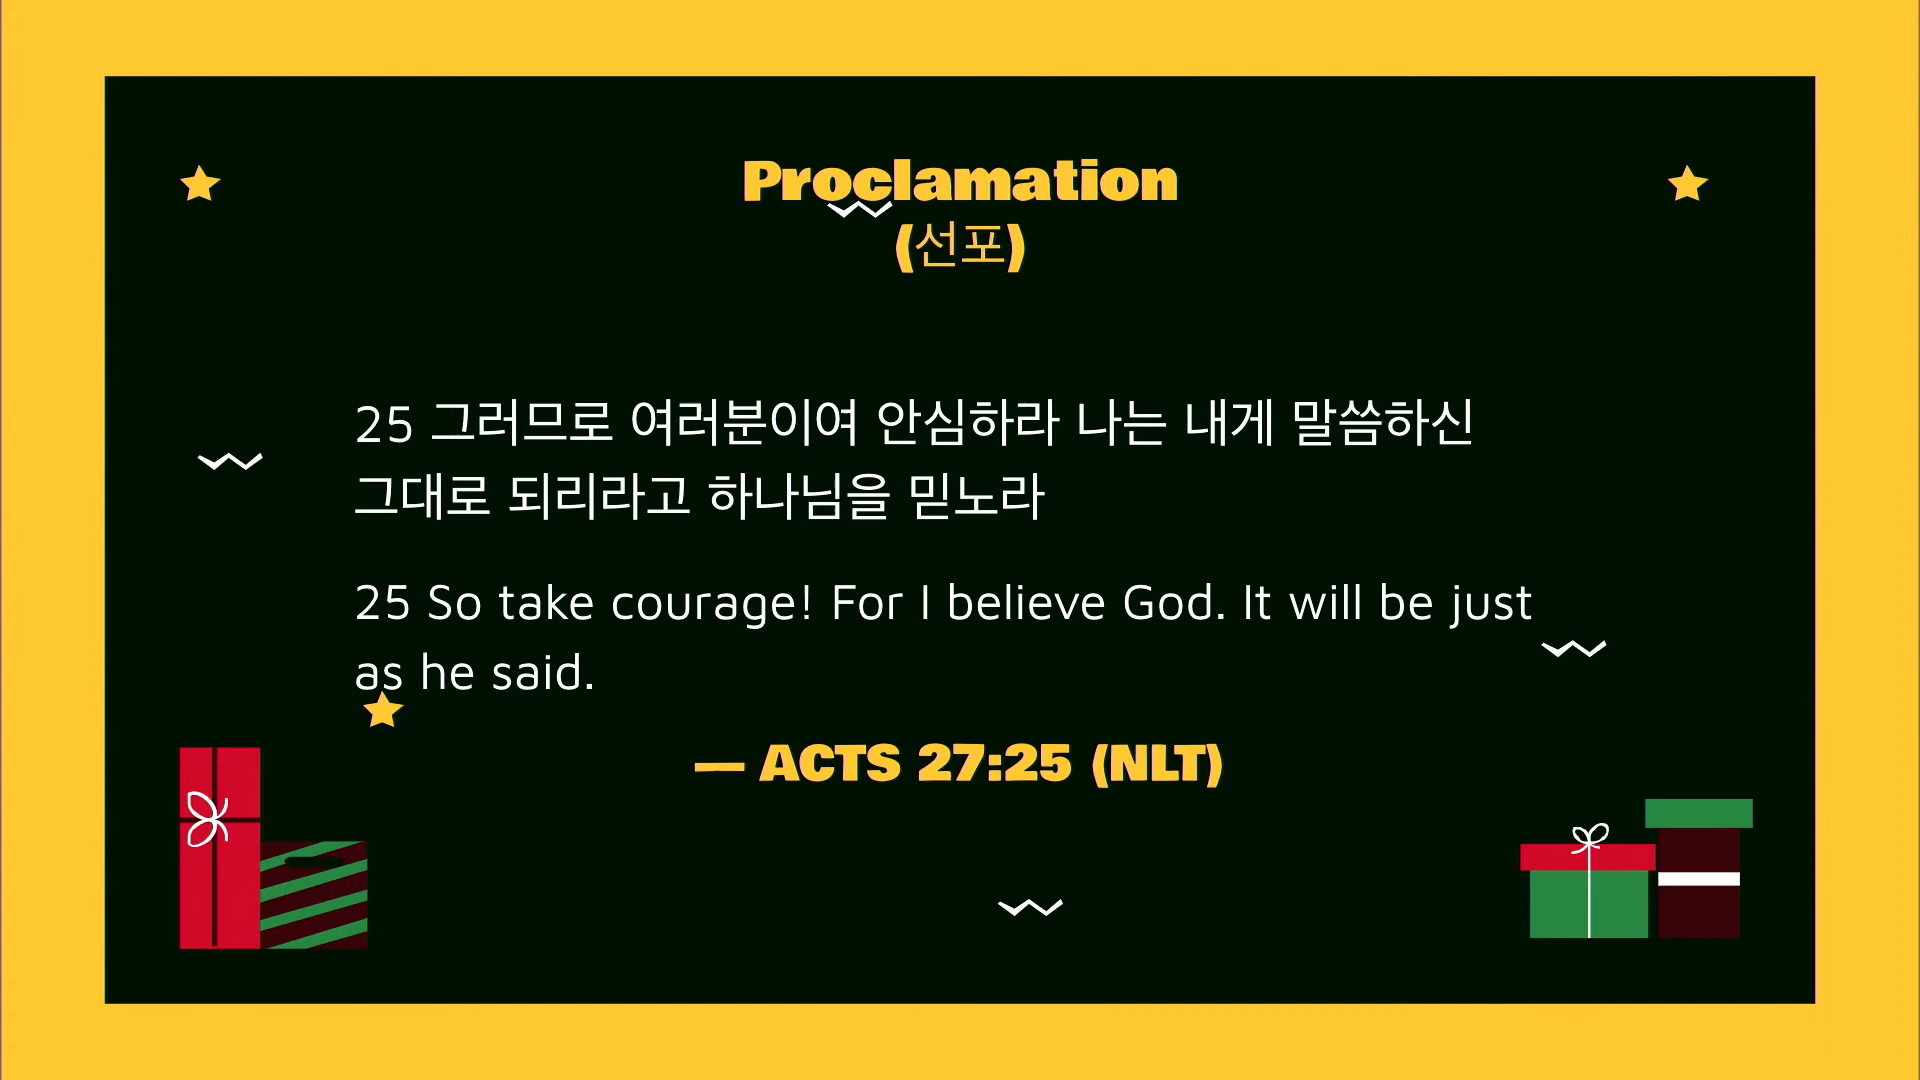 Proclamation
(선포)
25 그러므로 여러분이여 안심하라 나는 내게 말씀하신
그대로 되리라고 하나님을 믿노라
25 So take courage! For I believe God. It will be just
as he said.
— ACTS 27:25 (NLT)